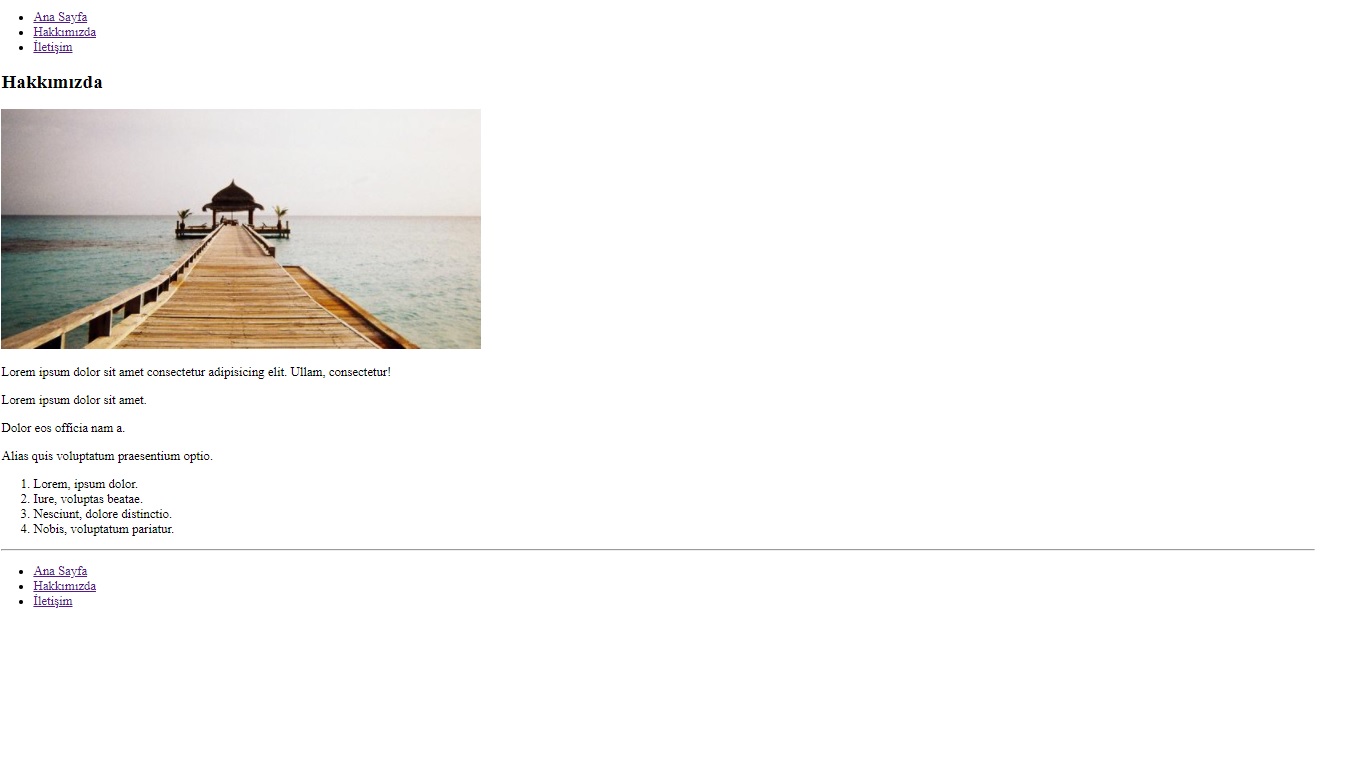 Ana Sayfa
Hakkımızda
İletişim
Hakkımızda
Lorem ipsum dolor sit amet consectetur adipisicing elit. Ullam, consectetur!
Lorem ipsum dolor sit amet.
Dolor eos officia nam a.
Alias quis voluptatum praesentium optio.
1. Lorem, ipsum dolor.
2. Iure, voluptas beatae.
3. Nesciunt, dolore distinctio.
4. Nobis, voluptatum pariatur.
Ana Sayfa
Hakkımızda
İletişim